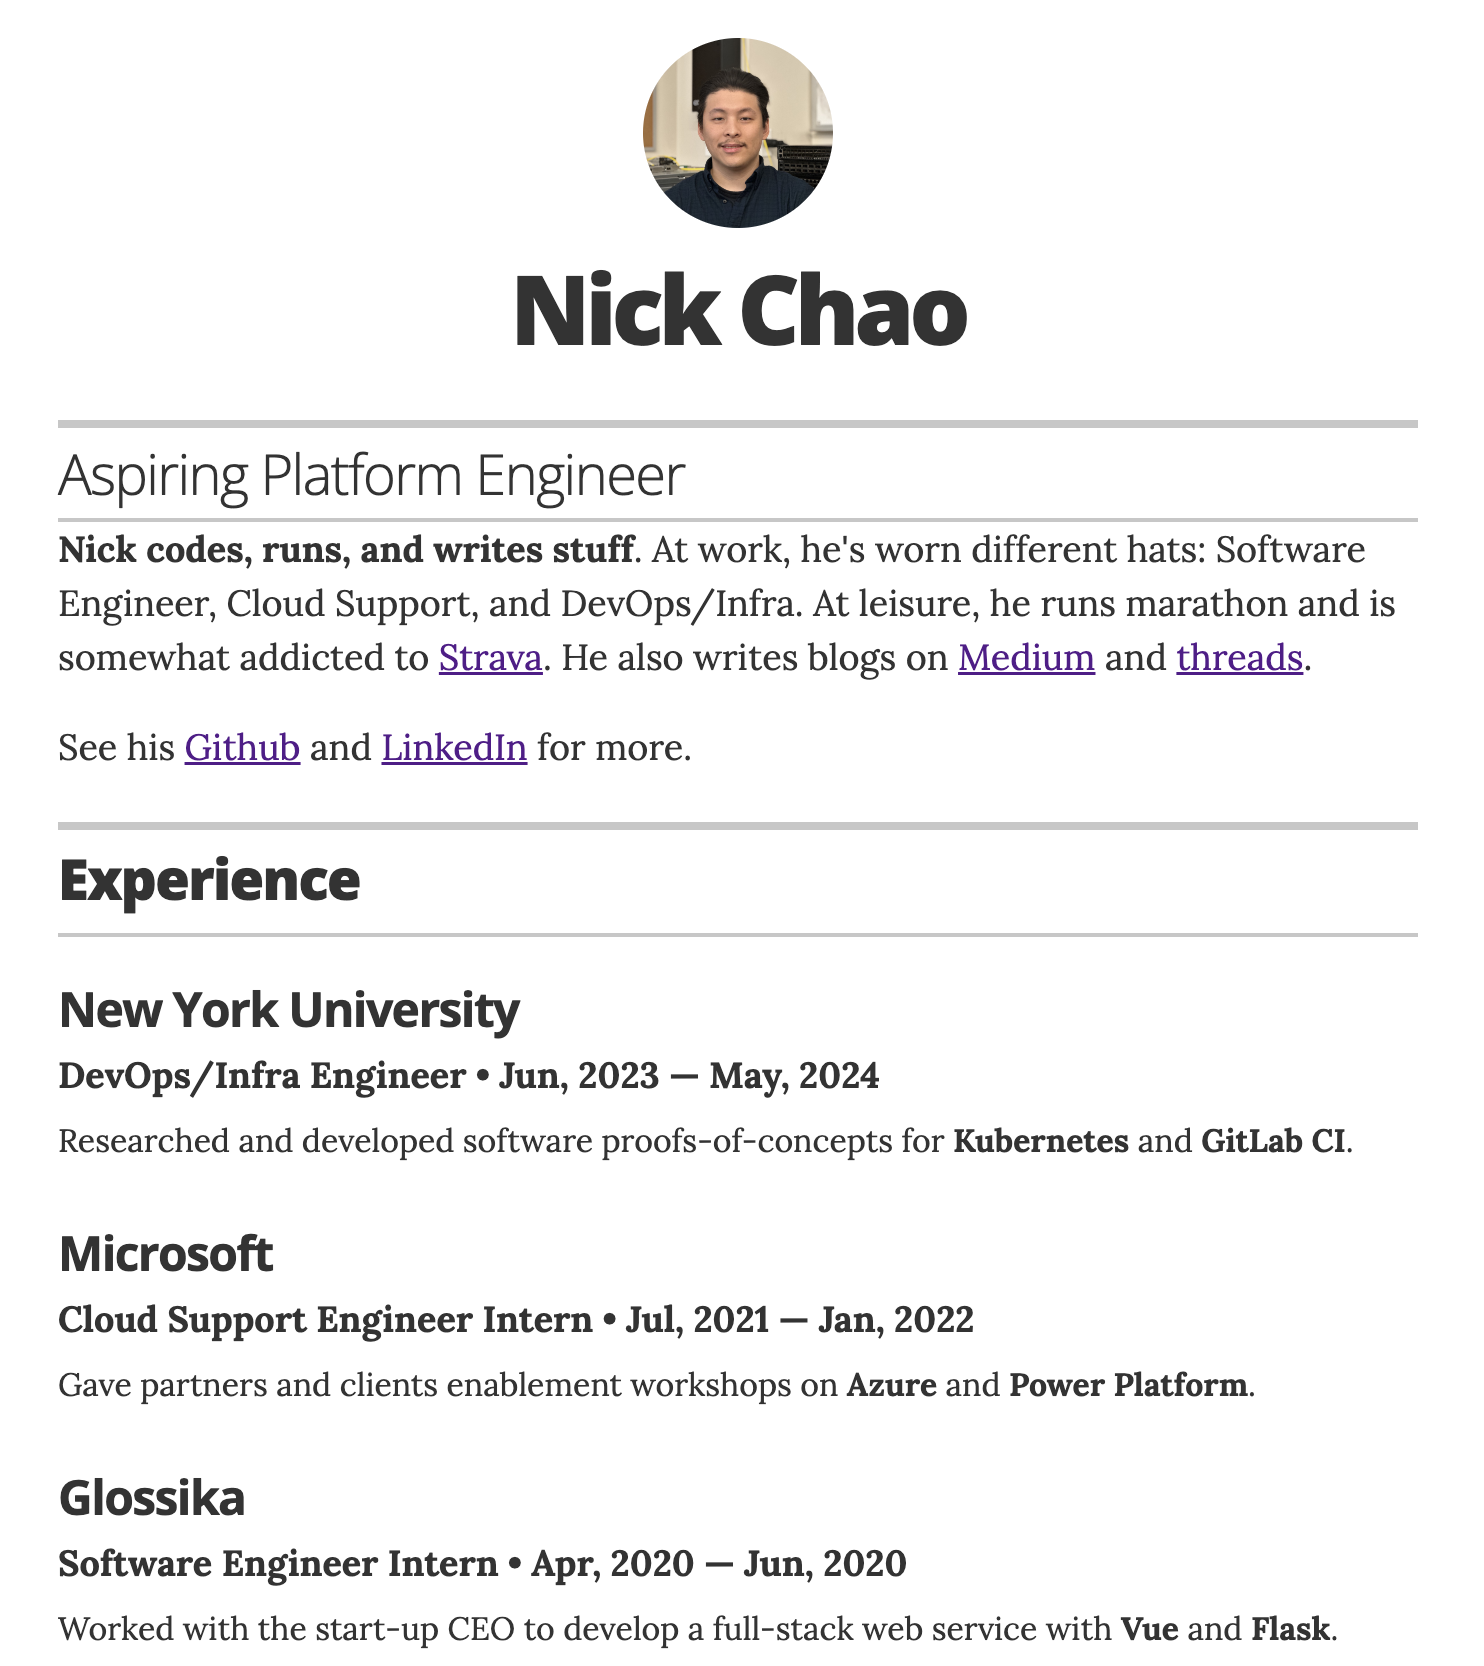 Nick Chao
Aspiring Platform Engineer
Nick codes, runs, and writes stuff. At work, he's worn different hats: Software
Engineer, Cloud Support, and DevOps/Infra. At leisure, he runs marathon and is
somewhat addicted to Strava. He also writes blogs on Medium and threads.
See his Github and LinkedIn for more.
Experience
New York University
DevOps/Infra Engineer • Jun, 2023 — May, 2024
Researched and developed software proofs-of-concepts for Kubernetes and GitLab CI.
Microsoft
Cloud Support Engineer Intern • Jul, 2021 — Jan, 2022
Gave partners and clients enablement workshops on Azure and Power Platform.
Glossika
Software Engineer Intern • Apr, 2020 — Jun, 2020
Worked with the start-up CEO to develop a full-stack web service with Vue and Flask.